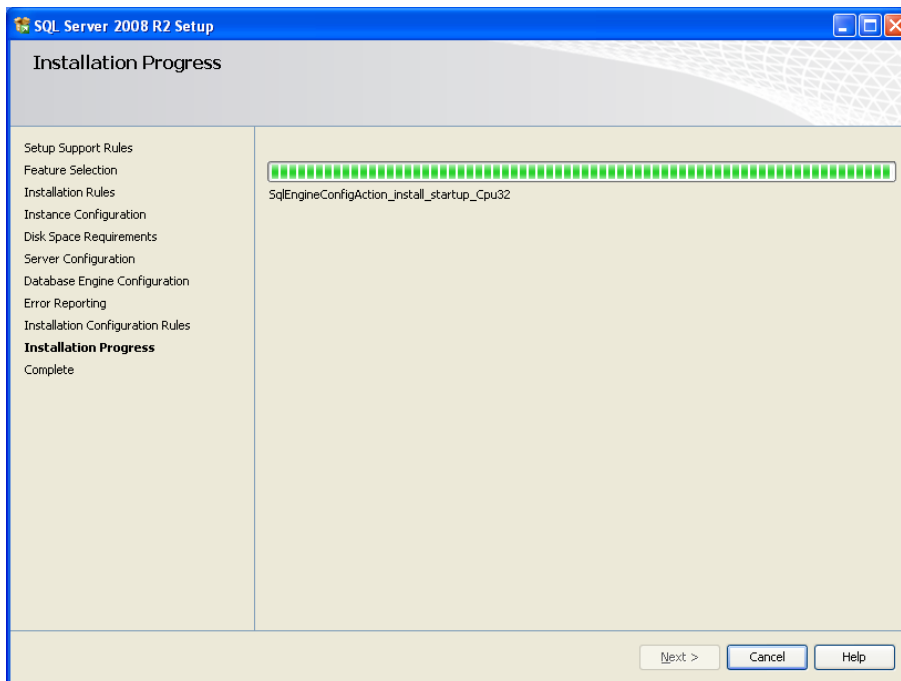 SQL Server 2008 R2 Setup
Installation Progress
Setup Support Rules
Feature Selection
Installation Rules
Instance Configuration
Disk Space Requirements
Server Configuration
Database Engine Configuration
Error Reporting
Installation Configuration Rules
Installation Progress
Complete
SqlEngineConfigAction_install_startup_Cpu32
Next >
Cancel
Help